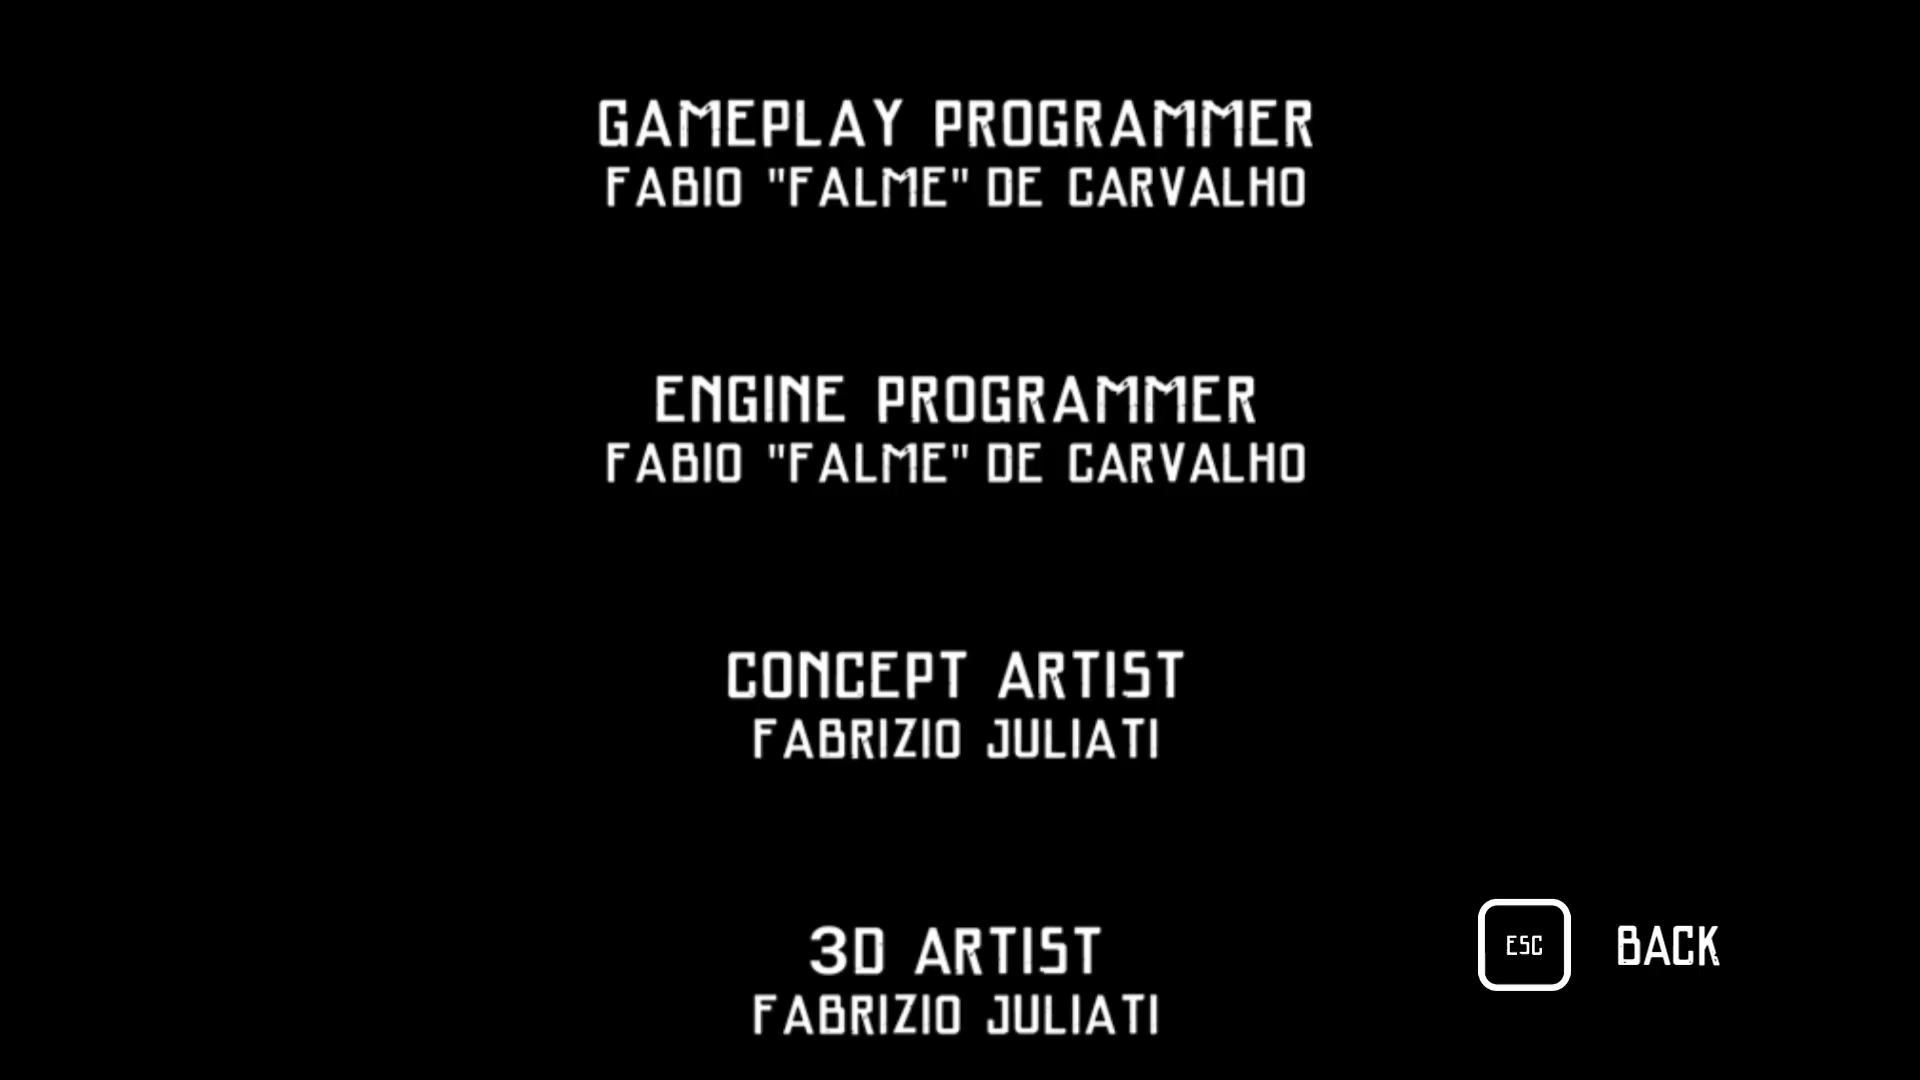 GAMEPLAY PROGRAMMER
FABIO "FALME" DE CARVALHO
ENGINE PROGRAMMER
FABIO "FALME" DE CARVALHO
CONCEPT ARTIST
FABRIZIO JULIATI
3D ARTIST
FABRIZIO JULIATI
ESC BACK